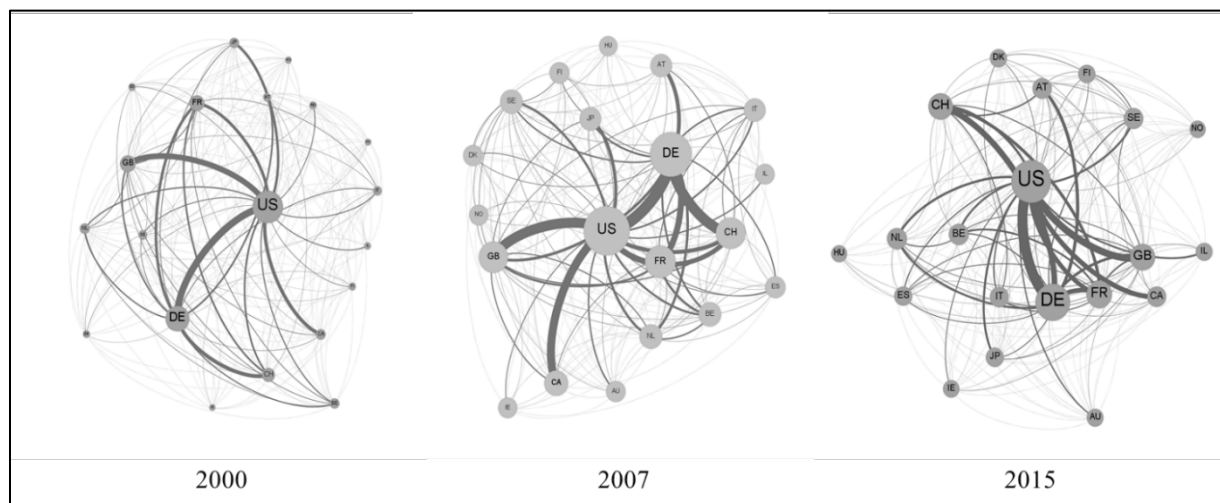 FR
GB
US
DE
CH
HU
FI
AT
SE
JP
IT
DE
DK
IL
NO
US
GB
CH
FR
ES
BE
NL
CA
AU
IE
DK
FI
AT
CH
SE
NO
US
NL
BE
GB
IL
HU
ES
IT
DE
FR
CA
JP
IE
AU
2000
2007
2015